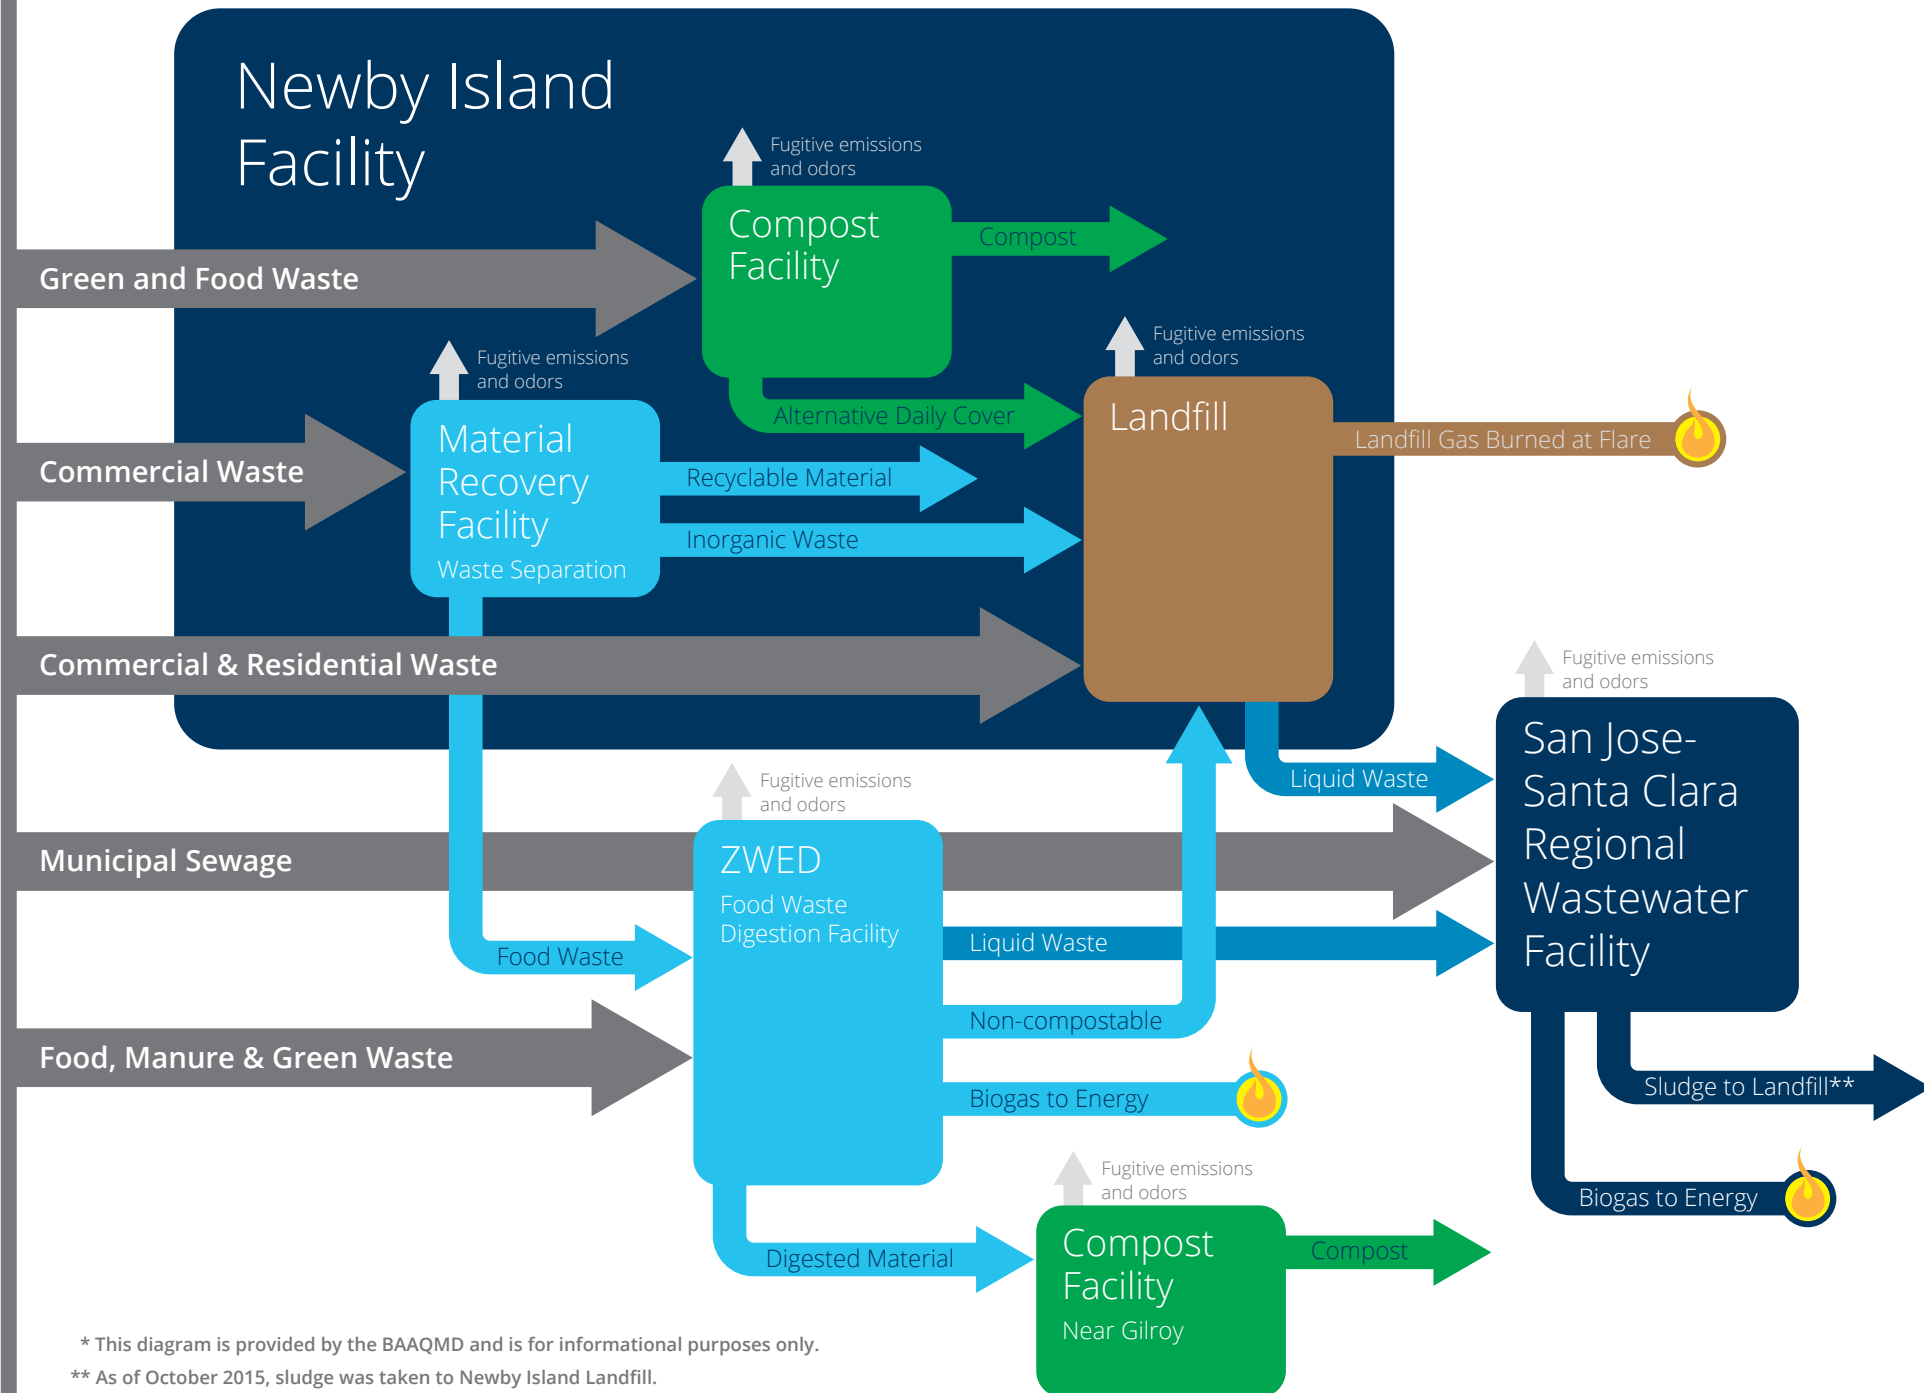 Newby Island
Facility
Fugitive emissions
and odors
Compost
Facility
Compost
Green and Food Waste
Fugitive emissions
and odors
Fugitive emissions
and odors
Alternative Daily Cover
Landfill
Landfill Gas Burned at Flare
Commercial Waste
Material
Recovery
Facility
Waste Separation
Recyclable Material
Inorganic Waste
Commercial & Residential Waste
Fugitive emissions
and odors
San Jose-
Santa Clara
Regional
Wastewater
Facility
Liquid Waste
Fugitive emissions
and odors
Municipal Sewage
ZWED
Food Waste
Digestion Facility
Food Waste
Liquid Waste
Non-compostable
Food, Manure & Green Waste
Biogas to Energy
Sludge to Landfill**
Biogas to Energy
Fugitive emissions
and odors
Digested Material
Compost
Facility
Near Gilroy
Compost
* This diagram is provided by the BAAQMD and is for informational purposes only.
** As of October 2015, sludge was taken to Newby Island Landfill.